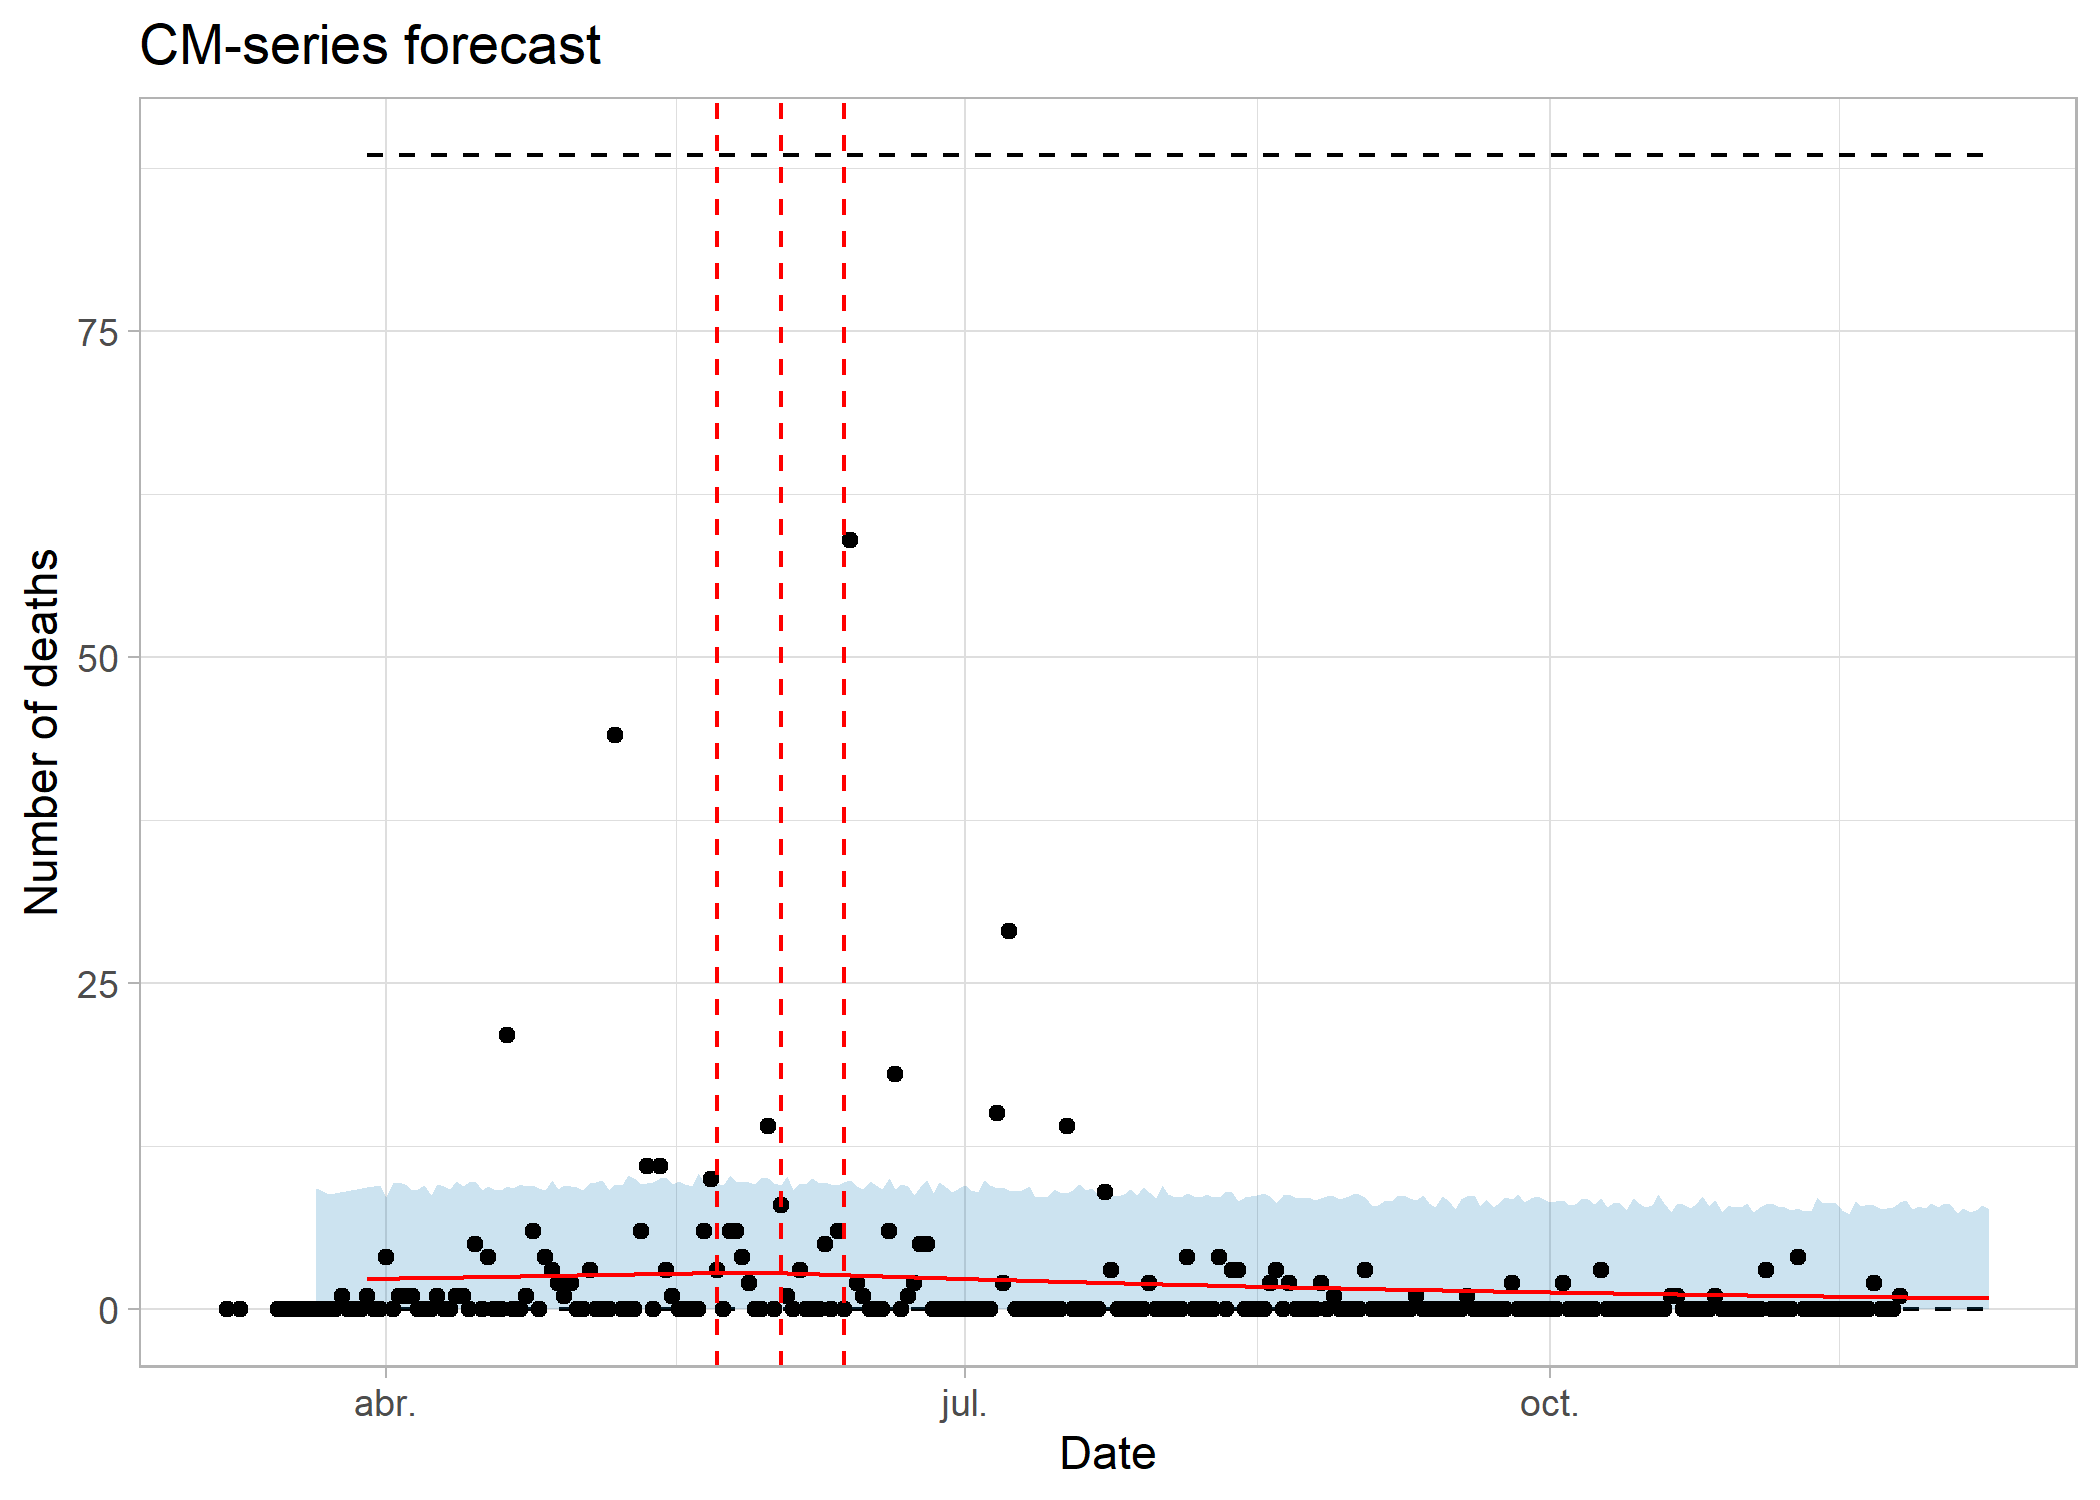 CM-series forecast
Number of deaths
75
50
25
0
abr.
jul.
oct.
Date